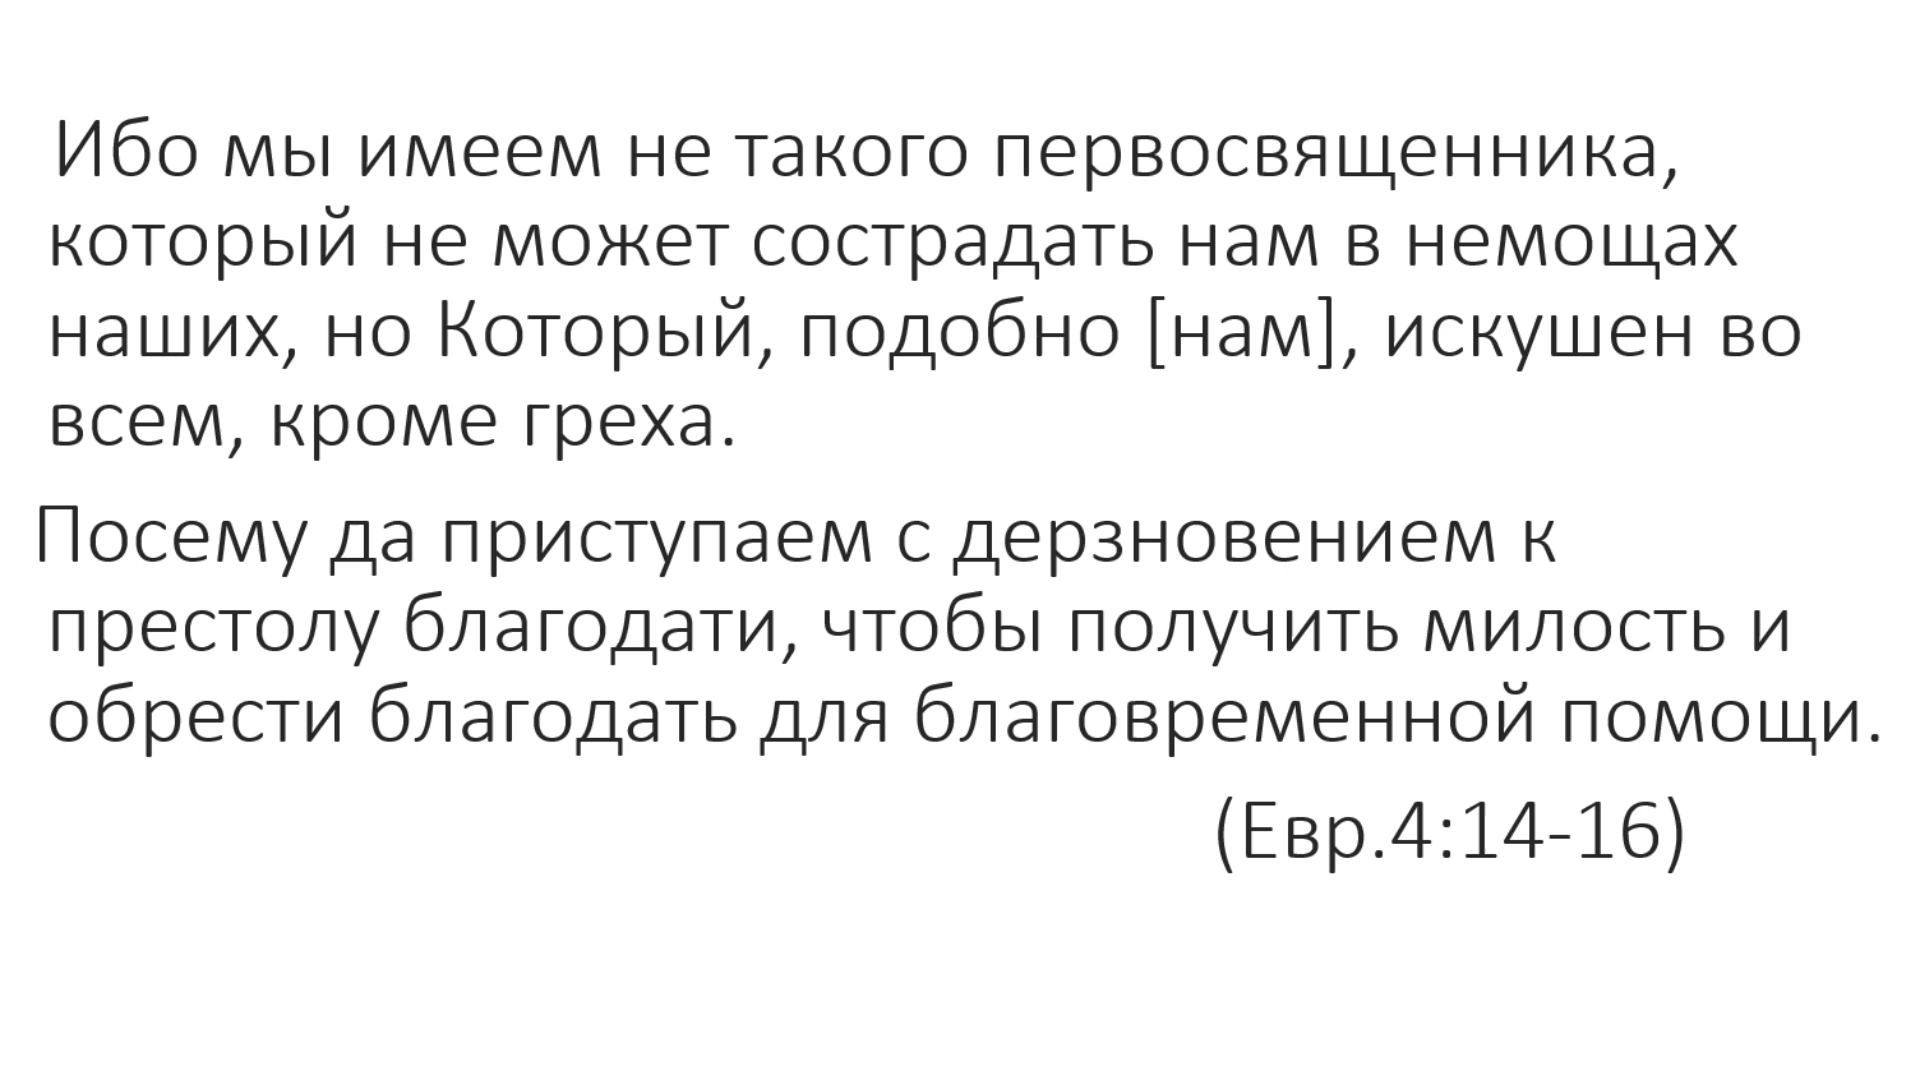 Ибо мы имеем не такого первосвященника,
который не может сострадать нам в немощах
наших, но Который, подобно [нам], искушен во
всем, кроме греха.
Посему да приступаем с дерзновением к
престолу благодати, чтобы получить милость и
обрести благодать для благовременной помощи.
(Евр.4:14-16)